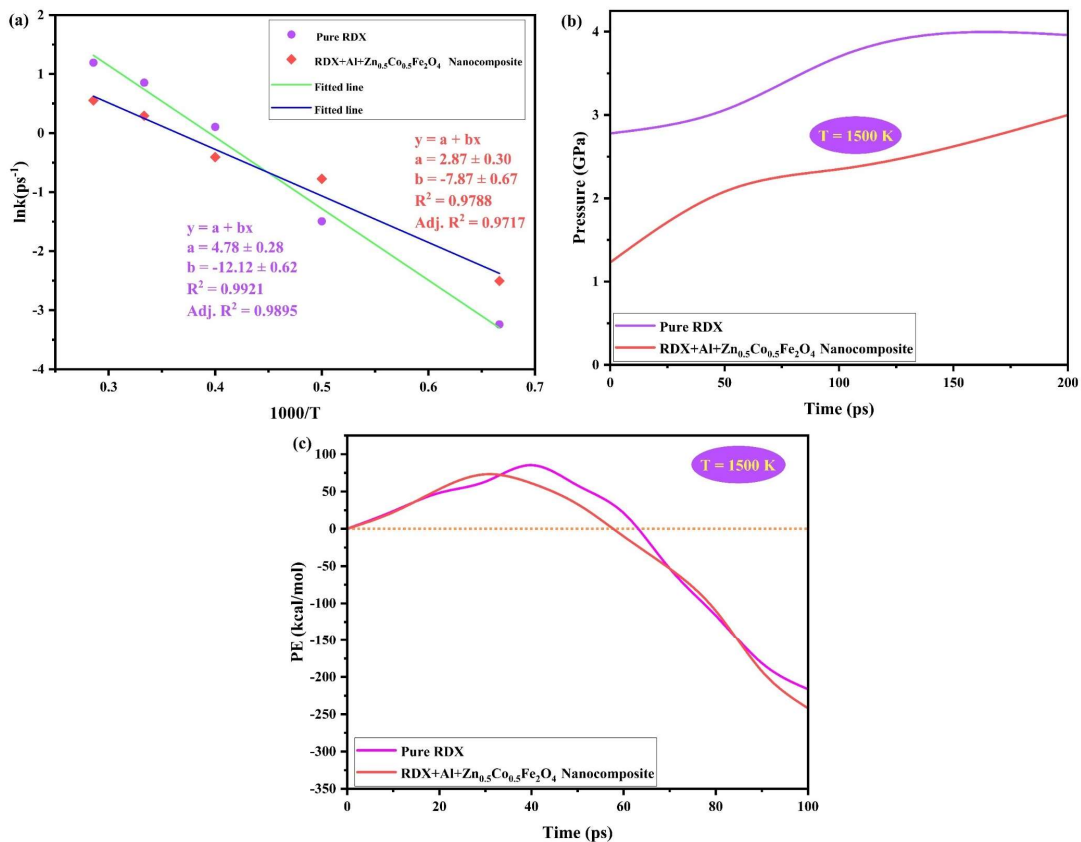 (a)
lnk(ps⁻¹)
2
1
0
-1
-2
-3
-4
0.3
0.4
0.5
0.6
0.7
1000/T
Pure RDX
RDX+Al+Zn₀.₅Co₀.₅Fe₂O₄ Nanocomposite
Fitted line
Fitted line
y = a + bx
a = 2.87 ± 0.30
b = -7.87 ± 0.67
R² = 0.9788
Adj. R² = 0.9717
y = a + bx
a = 4.78 ± 0.28
b = -12.12 ± 0.62
R² = 0.9921
Adj. R² = 0.9895
(b)
Pressure (GPa)
4
3
2
1
0
0
50
100
150
200
Time (ps)
T = 1500 K
Pure RDX
RDX+Al+Zn₀.₅Co₀.₅Fe₂O₄ Nanocomposite
(c)
PE (kcal/mol)
100
50
0
-50
-100
-150
-200
-250
-300
-350
0
20
40
60
80
100
Time (ps)
T = 1500 K
Pure RDX
RDX+Al+Zn₀.₅Co₀.₅Fe₂O₄ Nanocomposite